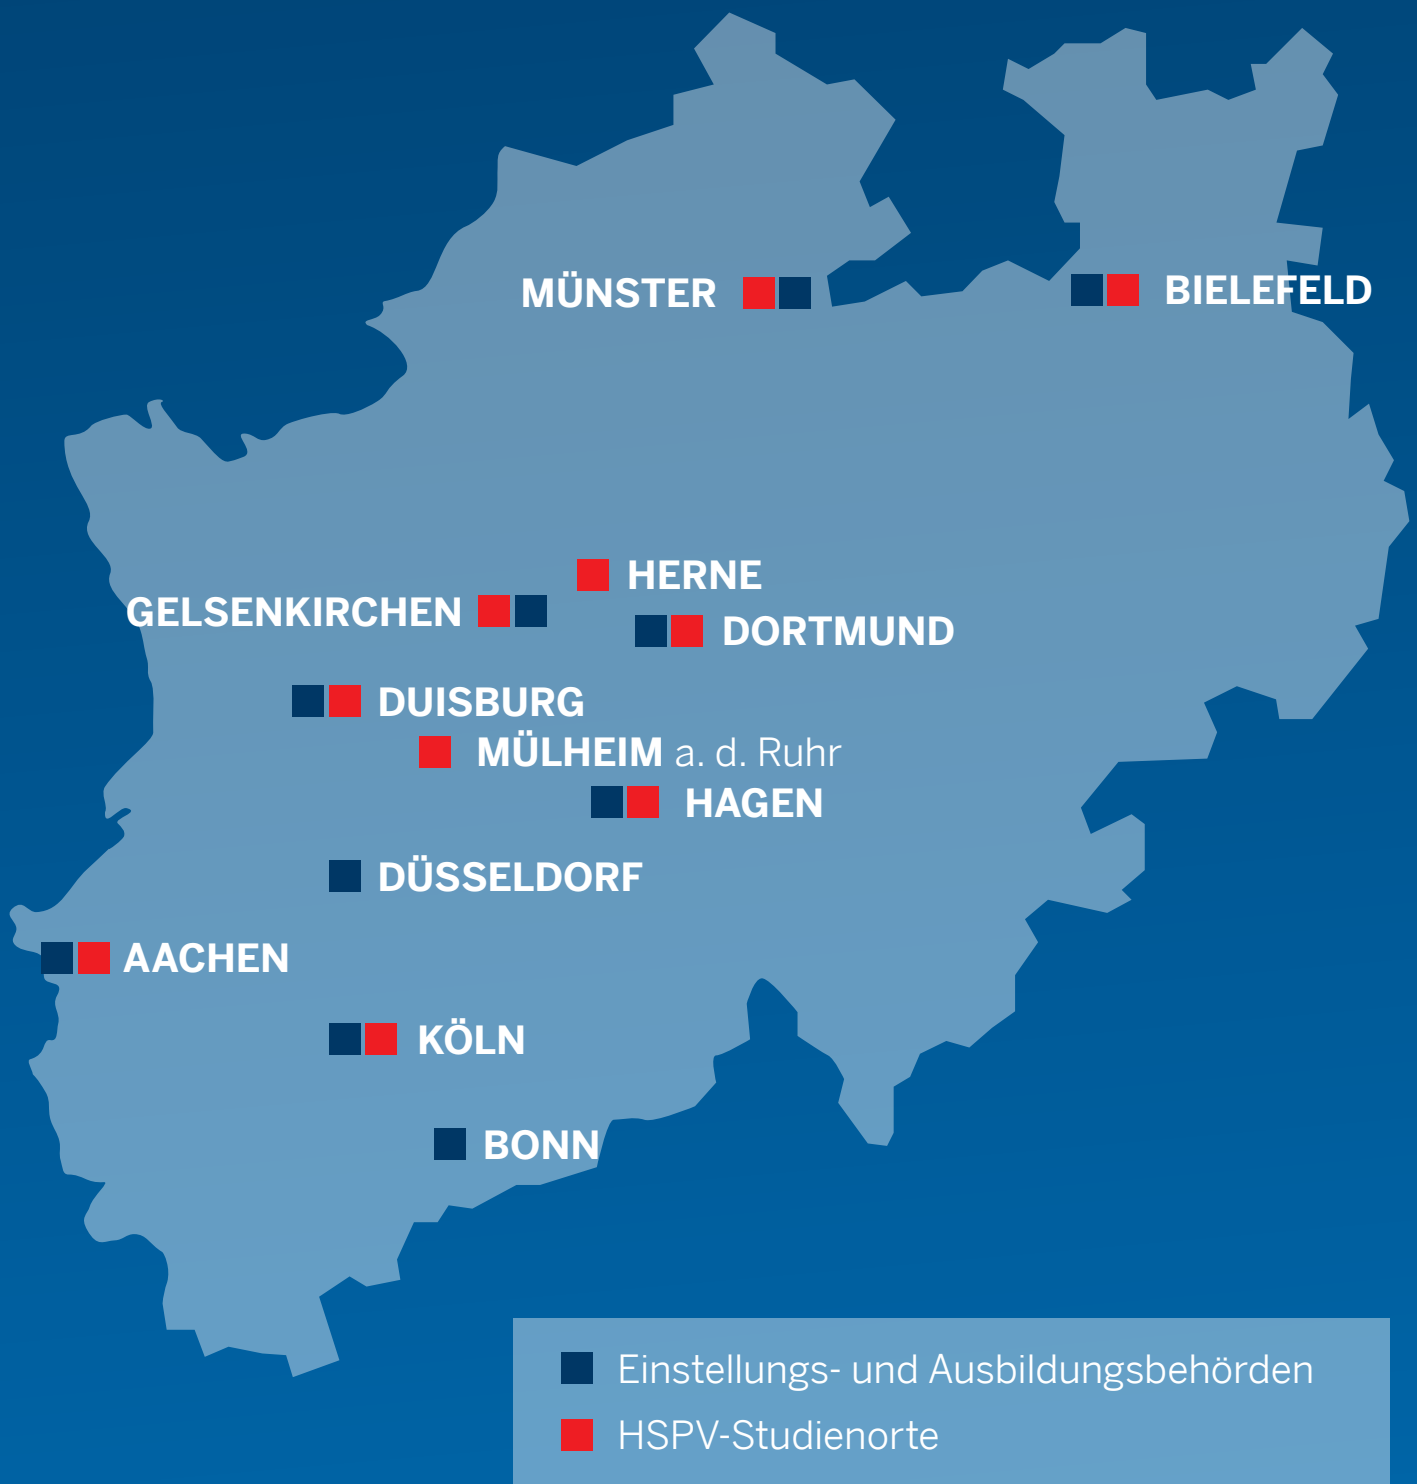 MÜNSTER
BIELEFELD
HERNE
GELSENKIRCHEN
DORTMUND
DUISBURG
MÜLHEIM a. d. Ruhr
HAGEN
DÜSSELDORF
AACHEN
KÖLN
BONN
Einstellungs- und Ausbildungsbehörden
HSPV-Studienorte